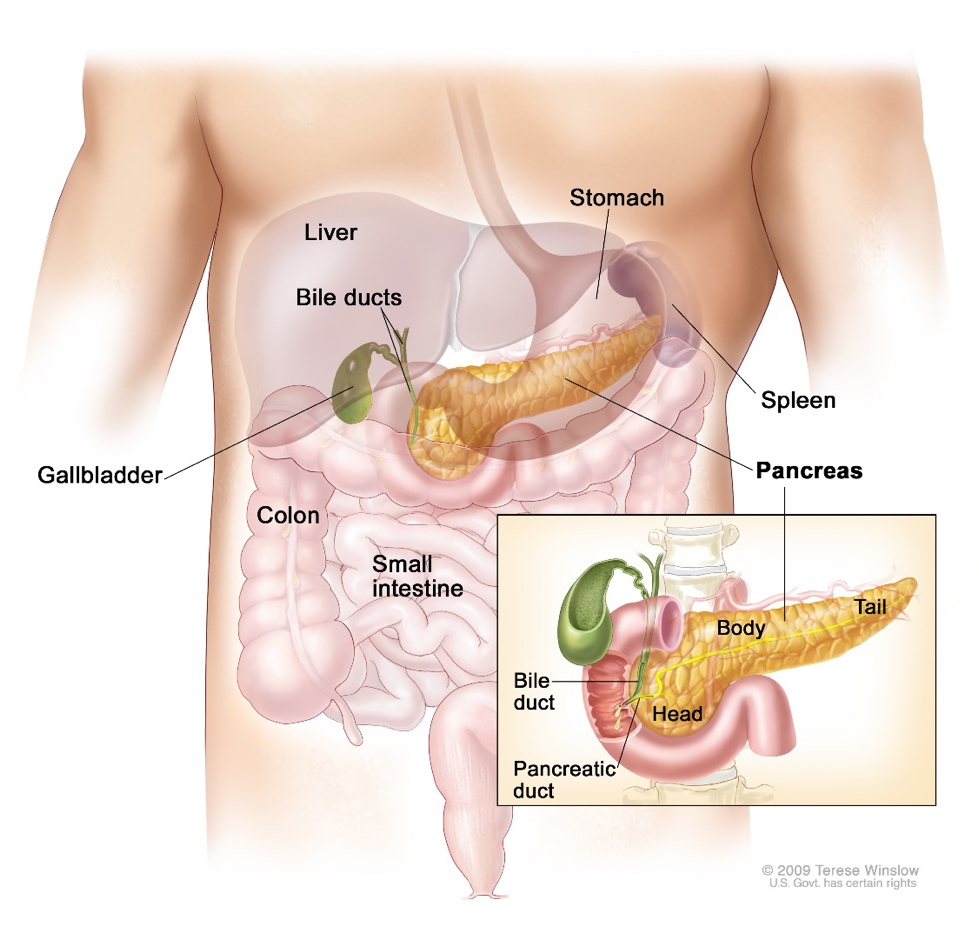 Stomach
Liver
Bile ducts
Spleen
Gallbladder
Pancreas
Colon
Small
intestine
Tail
Body
Bile
duct
Head
Pancreatic
duct
© 2009 Terese Winslow
U.S. Govt. has certain rights